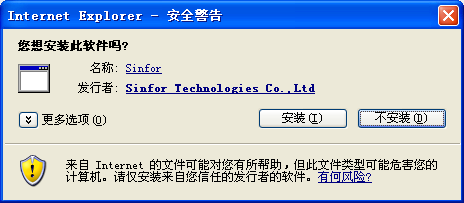 Internet Explorer - 安全警告
您想安装此软件吗?
名称: Sinfor
发行者: Sinfor Technologies Co.,Ltd
更多选项(O) 安装(I) 不安装(D)
来自 Internet 的文件可能对您有所帮助，但此文件类型可能危害您的
计算机。请仅安装来自您信任的发行者的软件。有何风险?